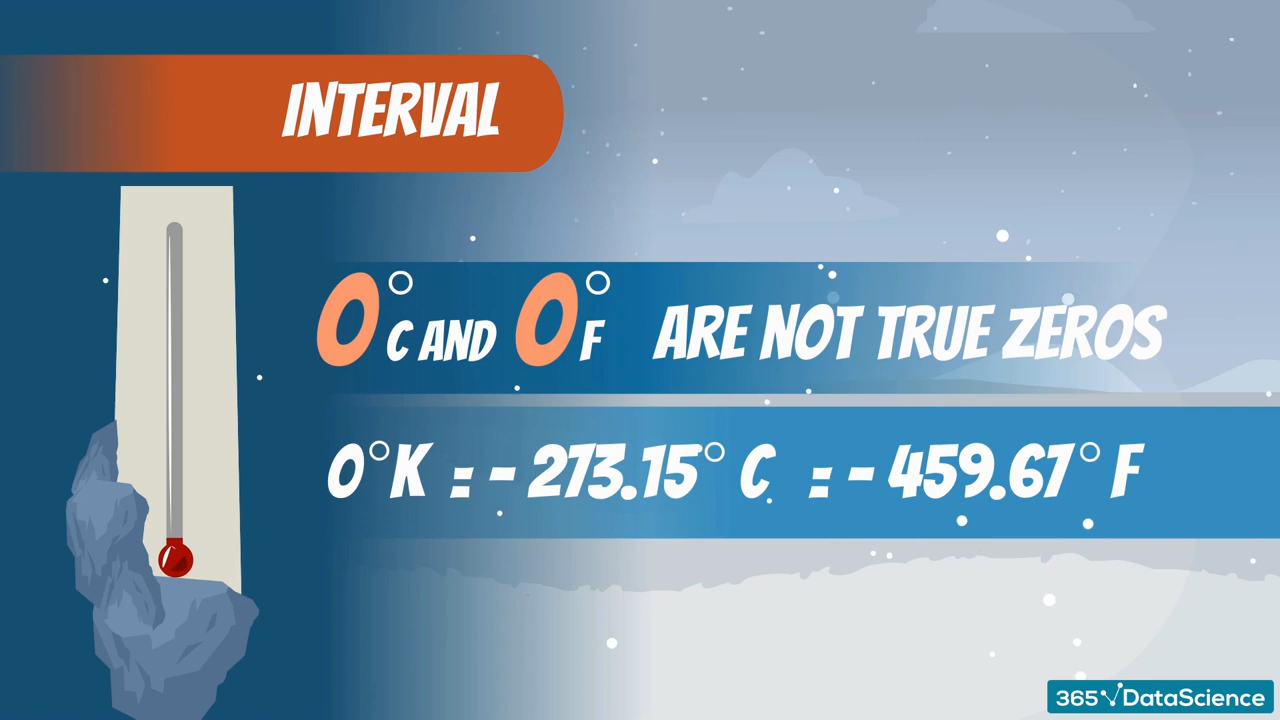 INTERVAL
0°C AND 0°F ARE NOT TRUE ZEROS
0°K = - 273.15° C = - 459.67° F
365 DataScience